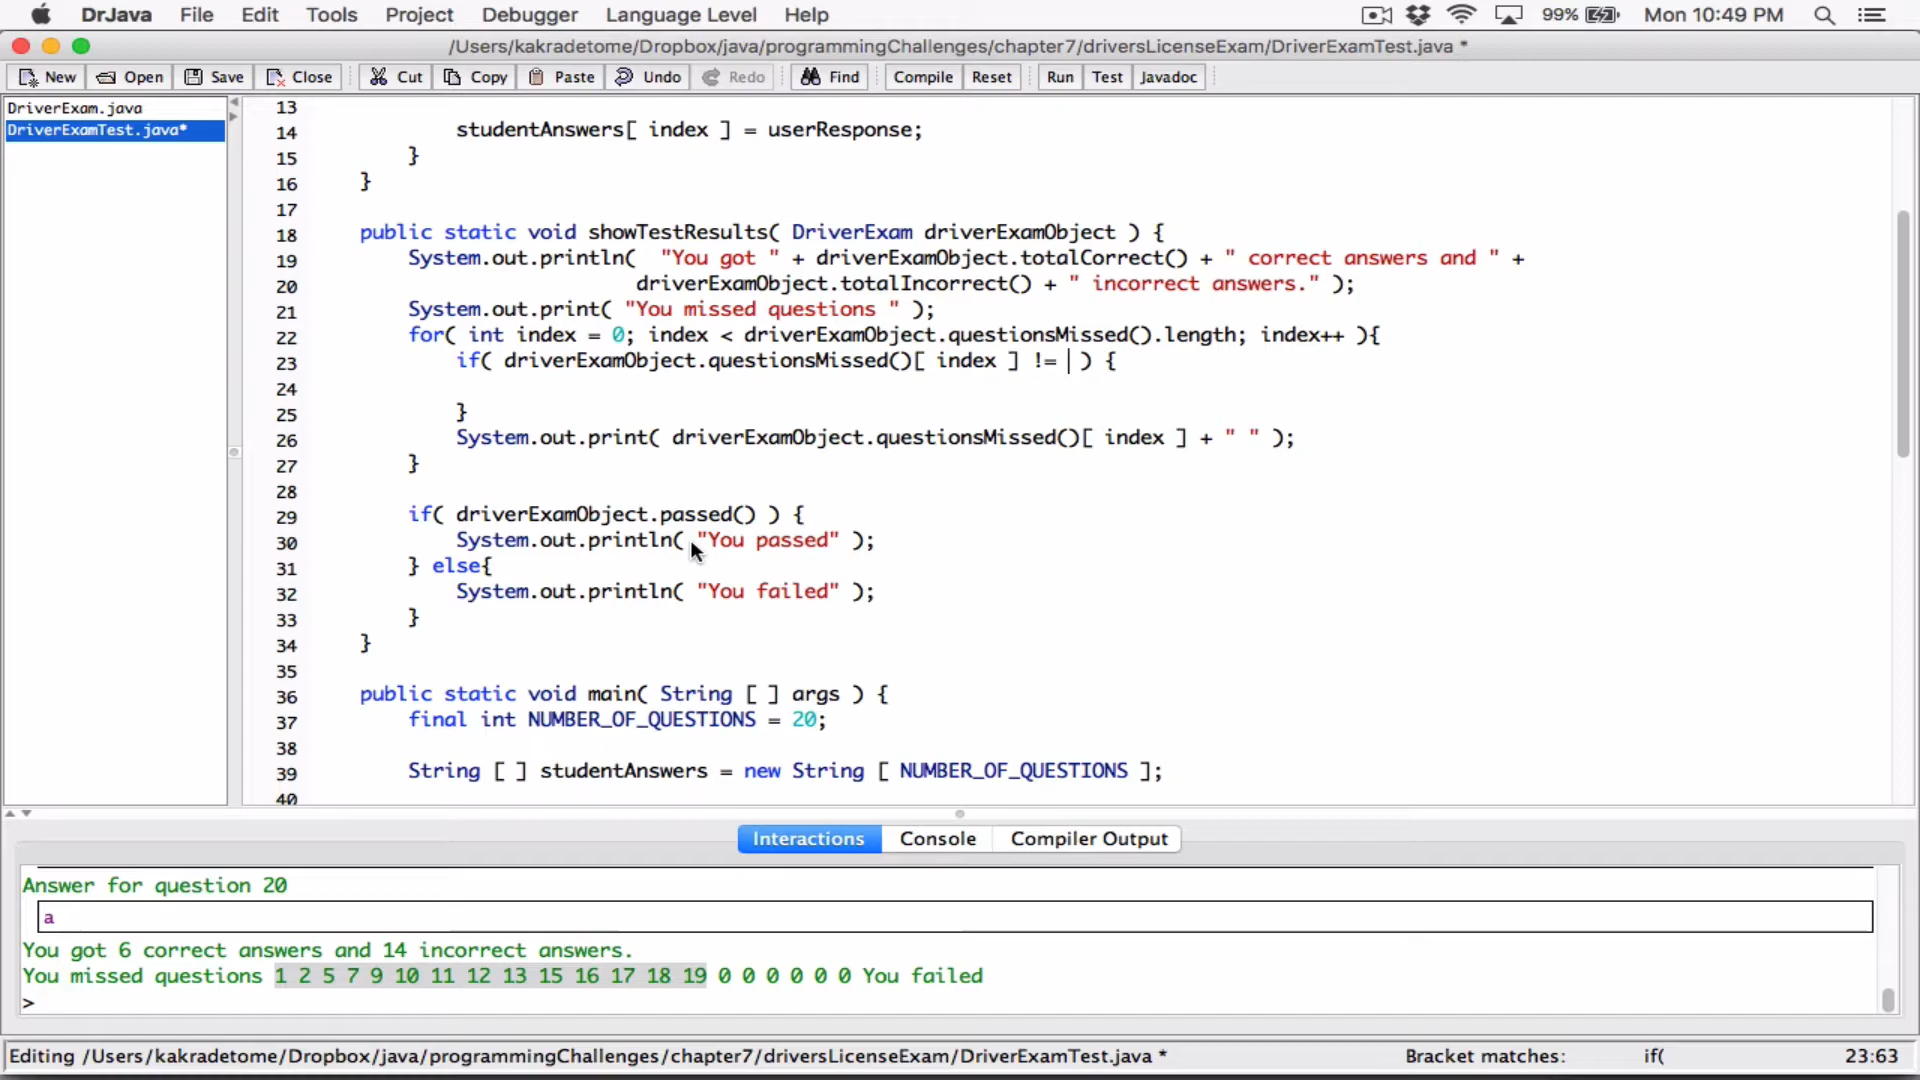 DrJava File Edit Tools Project Debugger Language Level Help 99% Mon 10:49 PM
/Users/kakradetome/Dropbox/java/programmingChallenges/chapter7/driversLicenseExam/DriverExamTest.java *
New Open Save Close Cut Copy Paste Undo Redo Find Compile Reset Run Test Javadoc
DriverExam.java
DriverExamTest.java*
13
14 studentAnswers[ index ] = userResponse;
15 }
16 }
17
18 public static void showTestResults( DriverExam driverExamObject ) {
19 System.out.println( "You got " + driverExamObject.totalCorrect() + " correct answers and " +
20 driverExamObject.totalIncorrect() + " incorrect answers." );
21 System.out.print( "You missed questions " );
22 for( int index = 0; index < driverExamObject.questionsMissed().length; index++ ){
23 if( driverExamObject.questionsMissed()[ index ] != ) {
24
25 }
26 System.out.print( driverExamObject.questionsMissed()[ index ] + " " );
27 }
28
29 if( driverExamObject.passed() ) {
30 System.out.println( "You passed" );
31 } else{
32 System.out.println( "You failed" );
33 }
34 }
35
36 public static void main( String [ ] args ) {
37 final int NUMBER_OF_QUESTIONS = 20;
38
39 String [ ] studentAnswers = new String [ NUMBER_OF_QUESTIONS ];
40
Interactions Console Compiler Output
Answer for question 20
a
You got 6 correct answers and 14 incorrect answers.
You missed questions 1 2 5 7 9 10 11 12 13 15 16 17 18 19 0 0 0 0 0 0 You failed
>
Editing /Users/kakradetome/Dropbox/java/programmingChallenges/chapter7/driversLicenseExam/DriverExamTest.java * Bracket matches: if( 23:63